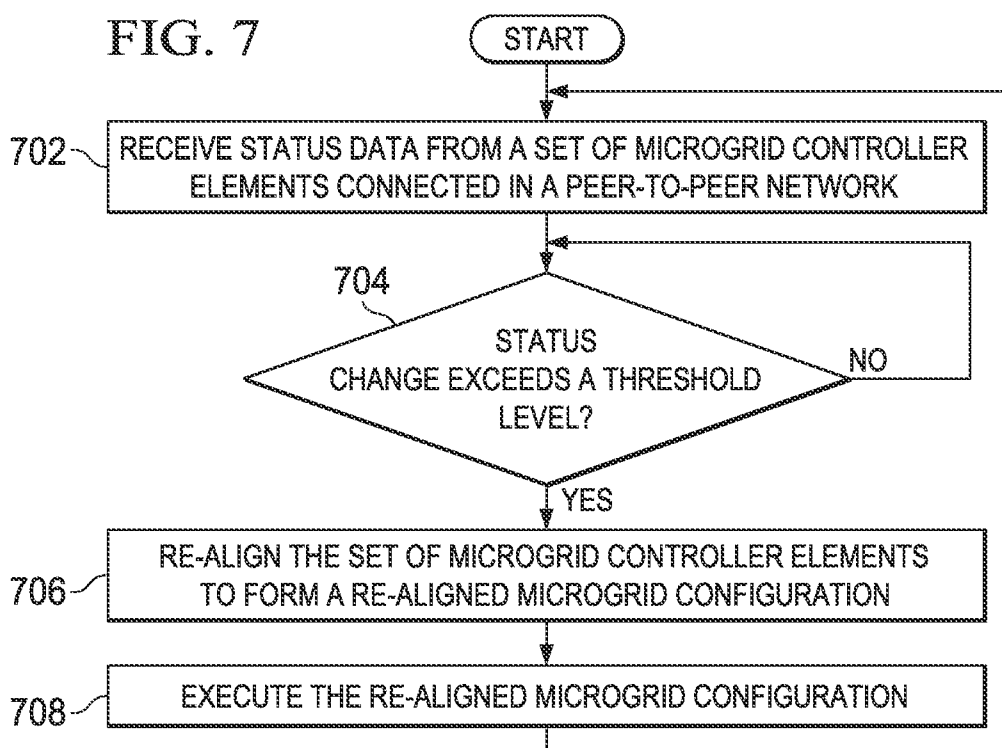 FIG. 7
START
702
RECEIVE STATUS DATA FROM A SET OF MICROGRID CONTROLLER
ELEMENTS CONNECTED IN A PEER-TO-PEER NETWORK
704
STATUS
CHANGE EXCEEDS A THRESHOLD
LEVEL?
NO
YES
706
RE-ALIGN THE SET OF MICROGRID CONTROLLER ELEMENTS
TO FORM A RE-ALIGNED MICROGRID CONFIGURATION
708
EXECUTE THE RE-ALIGNED MICROGRID CONFIGURATION